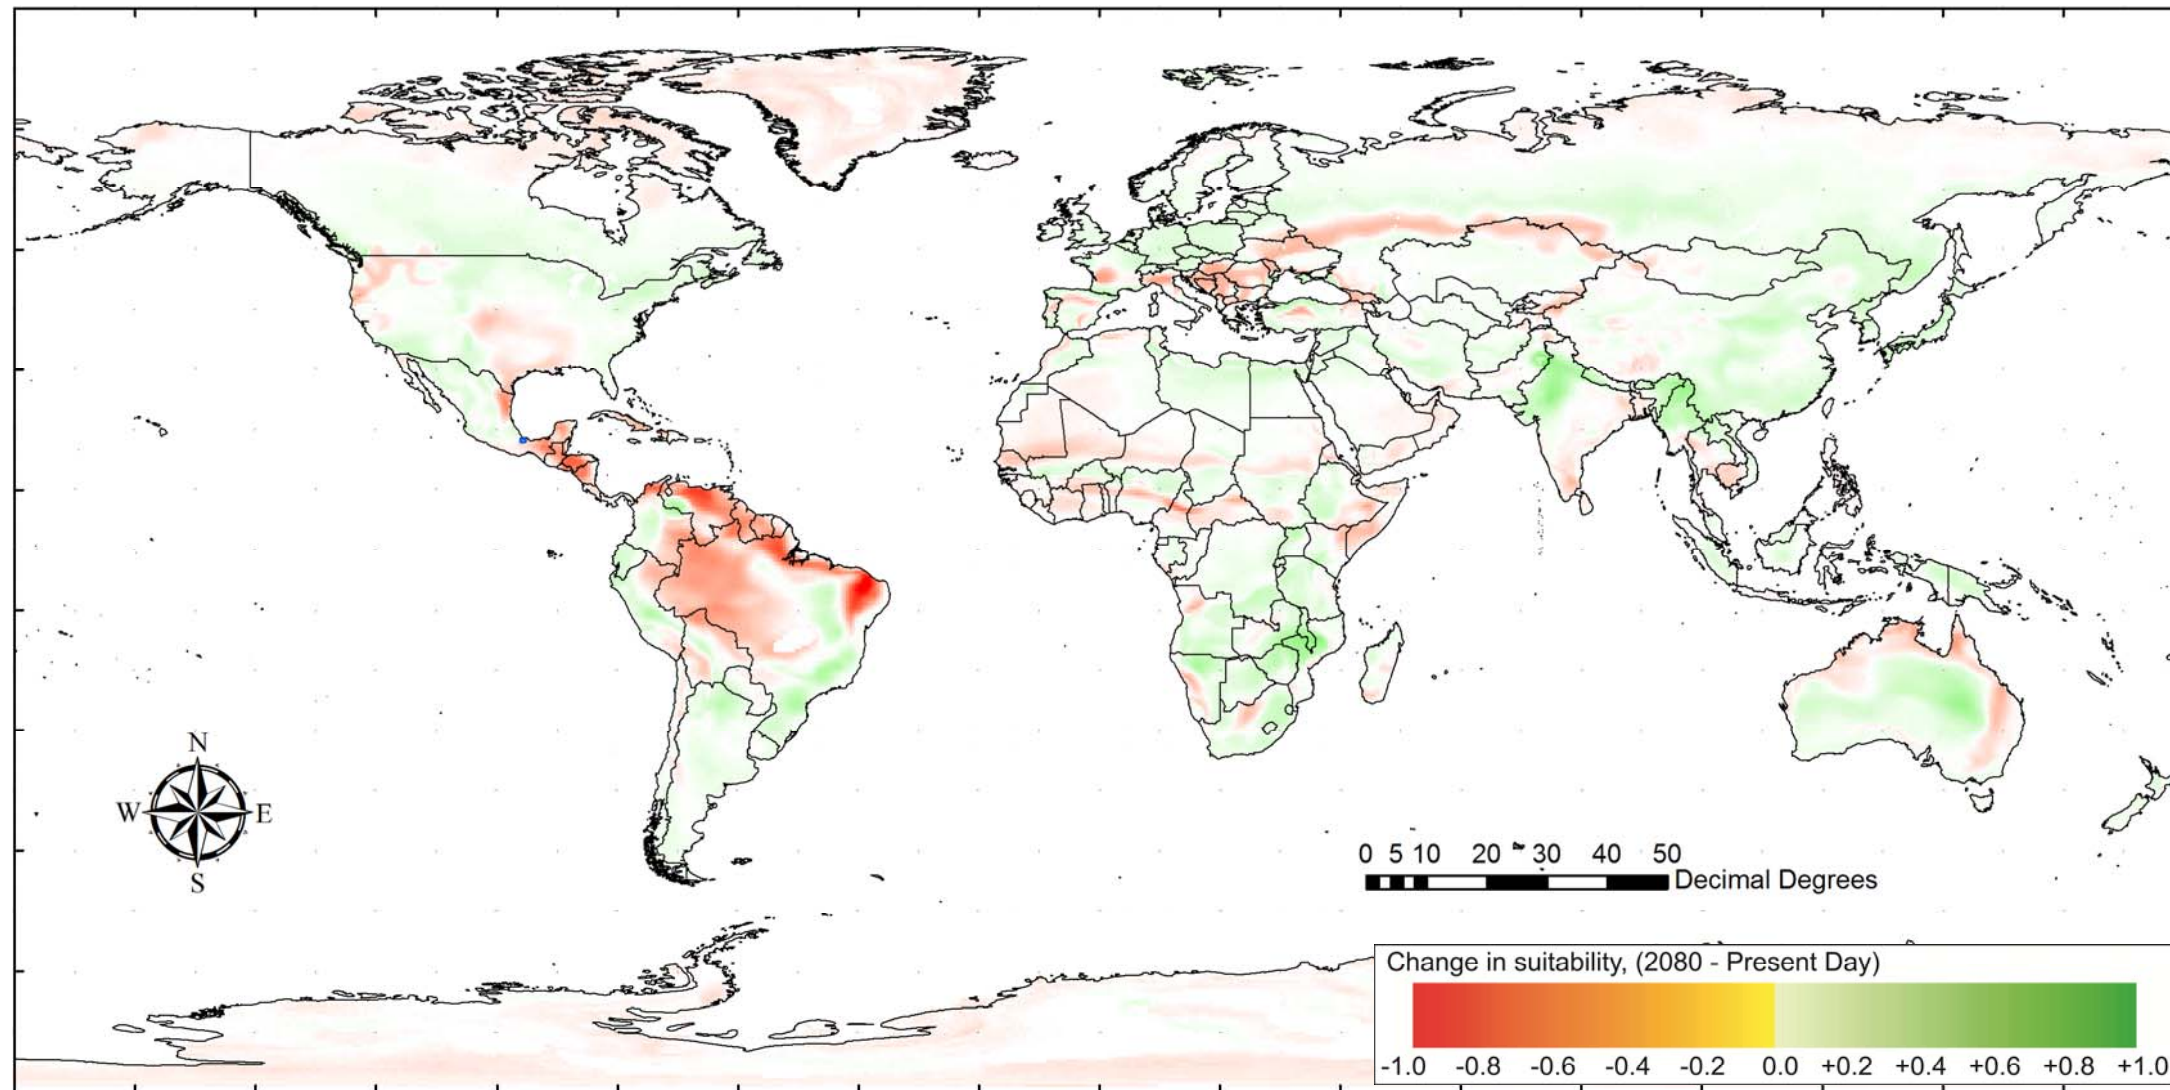 N
W E
S
0 5 10 20 30 40 50
Decimal Degrees
Change in suitability, (2080 - Present Day)
-1.0 -0.8 -0.6 -0.4 -0.2 0.0 +0.2 +0.4 +0.6 +0.8 +1.0